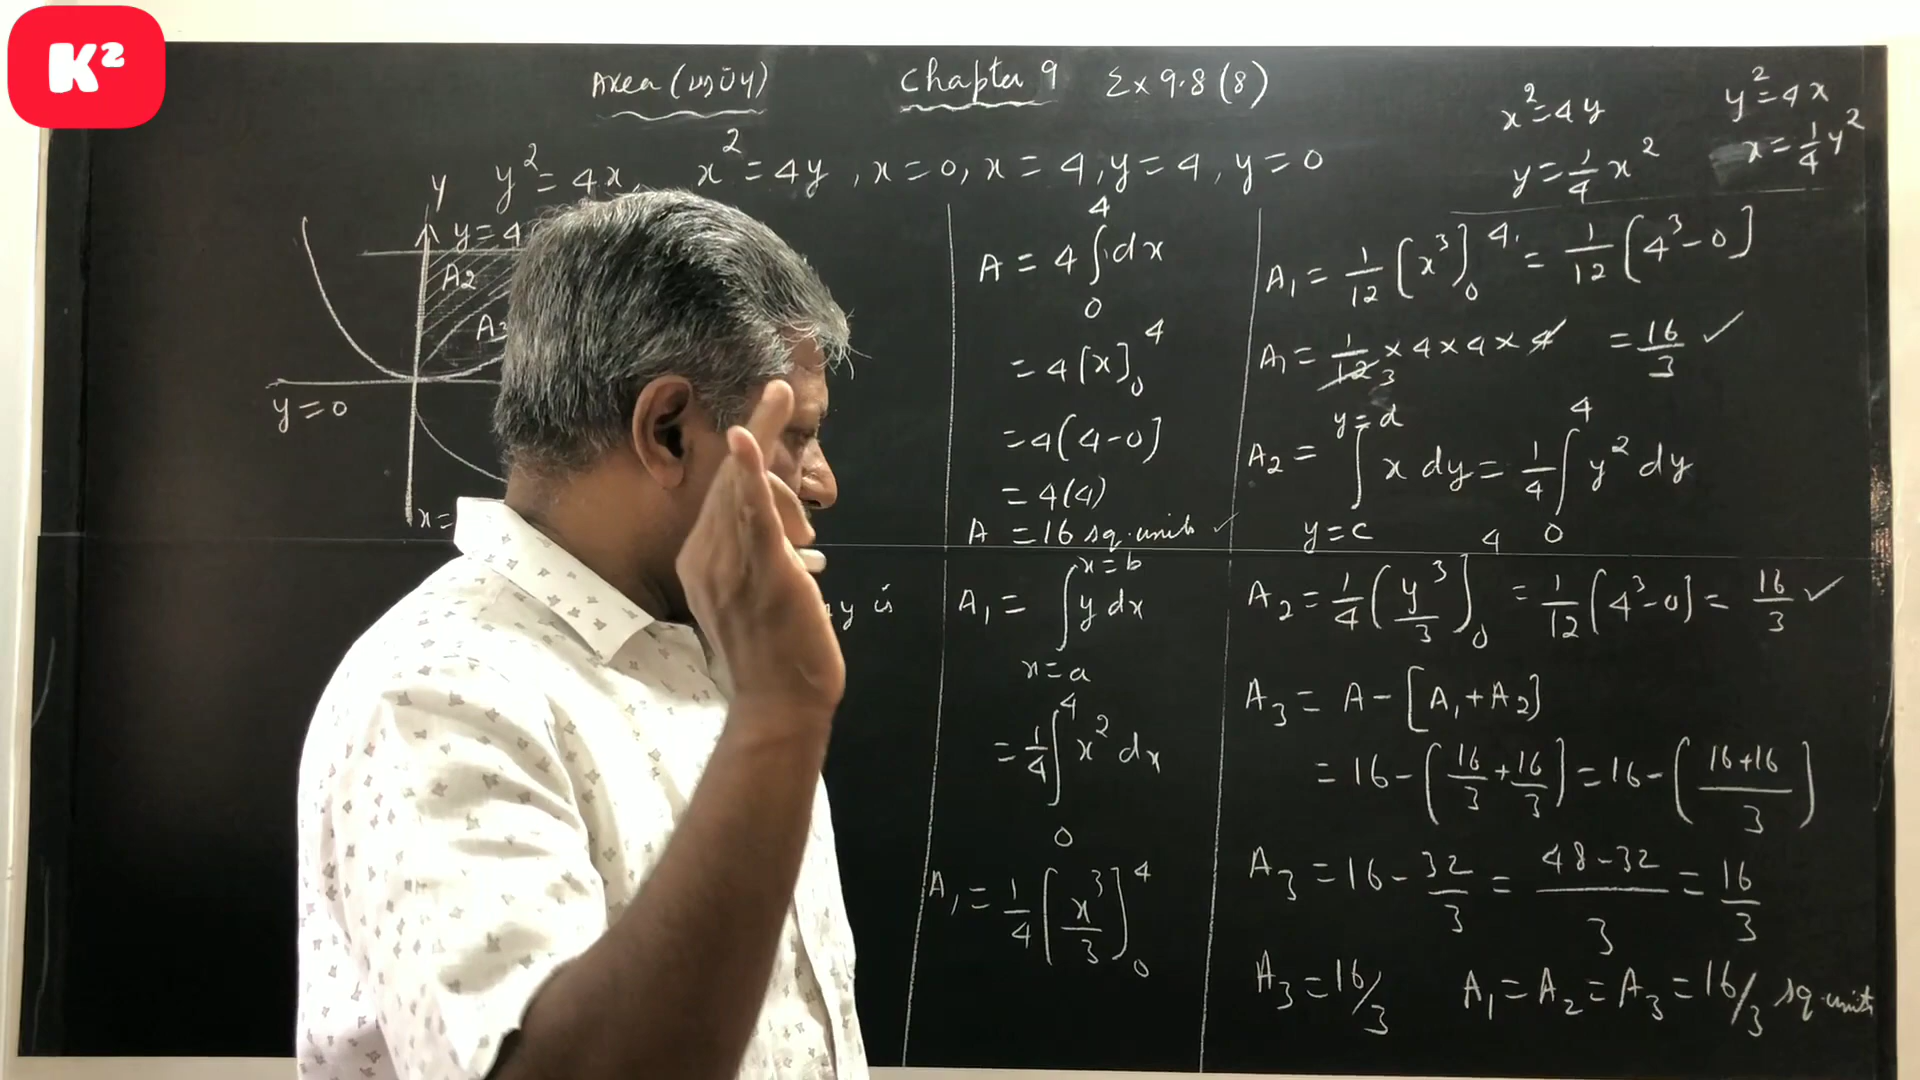 K²
Area (பரப்பு) Chapter 9 Ex 9.8 (8)
y² = 4x, x² = 4y, x = 0, x = 4, y = 4, y = 0
x² = 4y
y = 1/4 x²
y² = 4x
x = 1/4 y²
y
y = 4
A2
A3
y = 0
x =
y is
A = 4 ∫₀⁴ dx
= 4 [x]₀⁴
= 4 (4-0]
= 4(4)
A = 16 sq.units ✓
A₁ = ∫ y dx
x = b
x = a
= 1/4 ∫₀⁴ x² dx
A₁ = 1/4 [x³/3]₀⁴
A₁ = 1/12 [x³]₀⁴ = 1/12 [4³-0]
A₁ = 1/12 × 4 × 4 × 4 = 16/3 ✓
3
A₂ = ∫ x dy = 1/4 ∫₀⁴ y² dy
y = d
y = c
A₂ = 1/4 (y³/3]₀⁴ = 1/12 [4³-0] = 16/3 ✓
A₃ = A - [A₁ + A₂]
= 16 - (16/3 + 16/3] = 16 - (16+16/3)
A₃ = 16 - 32/3 = 48-32/3 = 16/3
A₃ = 16/3 A₁ = A₂ = A₃ = 16/3 sq.units